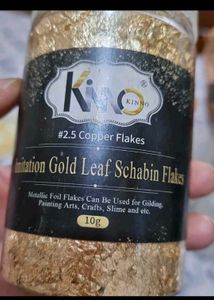 KINNO
®
KINNO
#2.5 Copper Flakes
Imitation Gold Leaf Schabin Flakes
Metallic Foil Flakes Can Be Used for Gilding,
Painting Arts, Crafts, Slime and etc.
10g